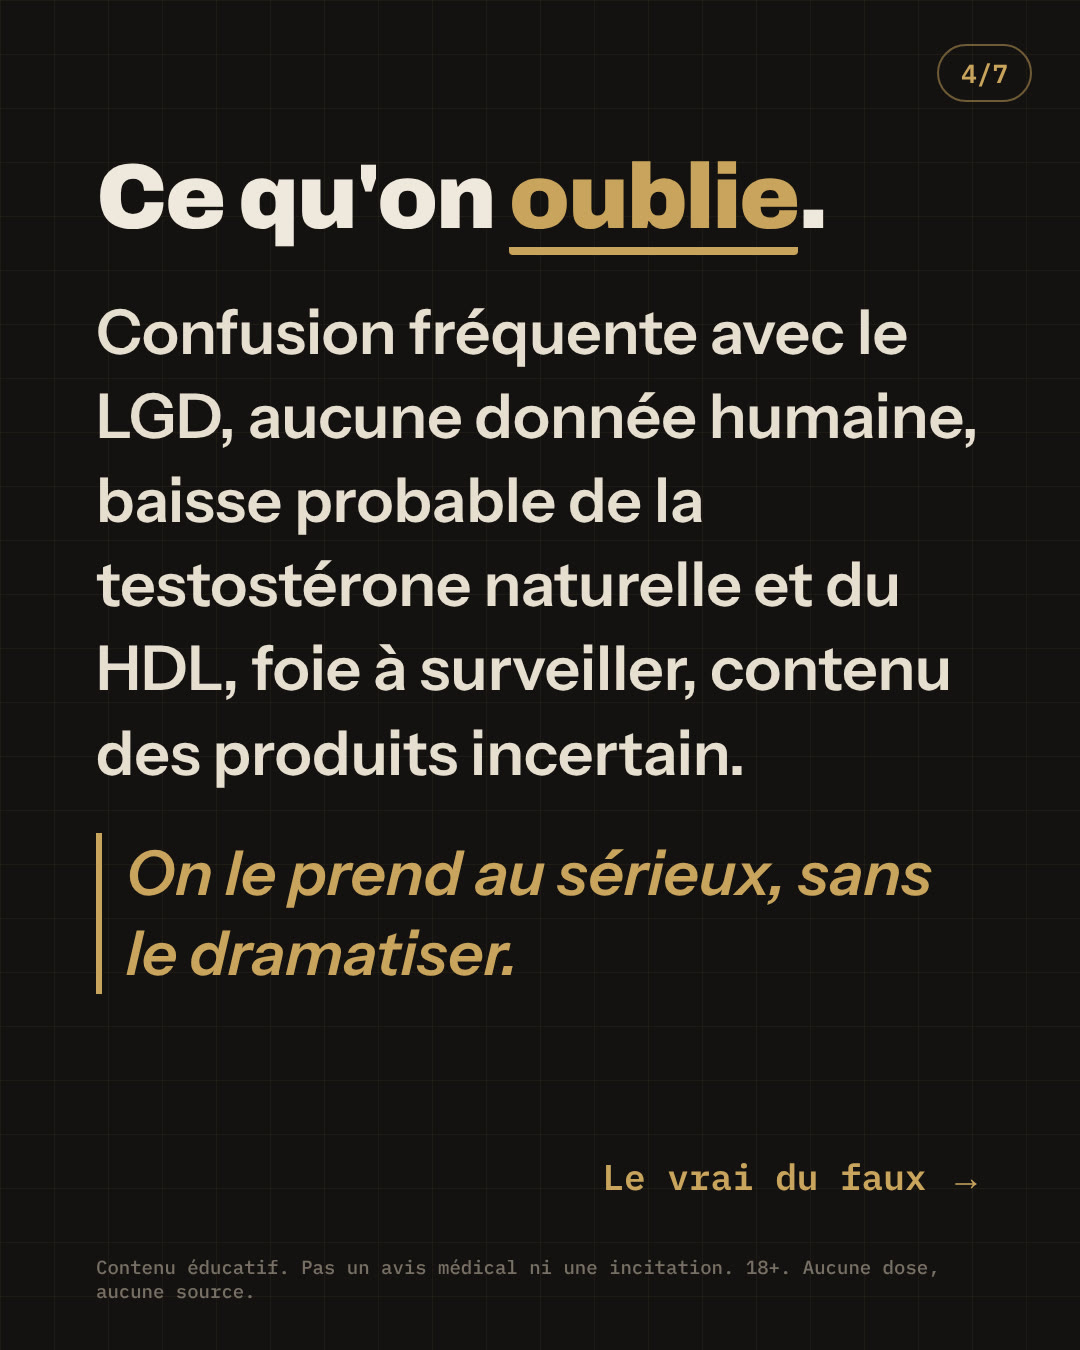 4/7
Ce qu'on oublie.
Confusion fréquente avec le
LGD, aucune donnée humaine,
baisse probable de la
testostérone naturelle et du
HDL, foie à surveiller, contenu
des produits incertain.
On le prend au sérieux, sans
le dramatiser.
Le vrai du faux →
Contenu éducatif. Pas un avis médical ni une incitation. 18+. Aucune dose,
aucune source.